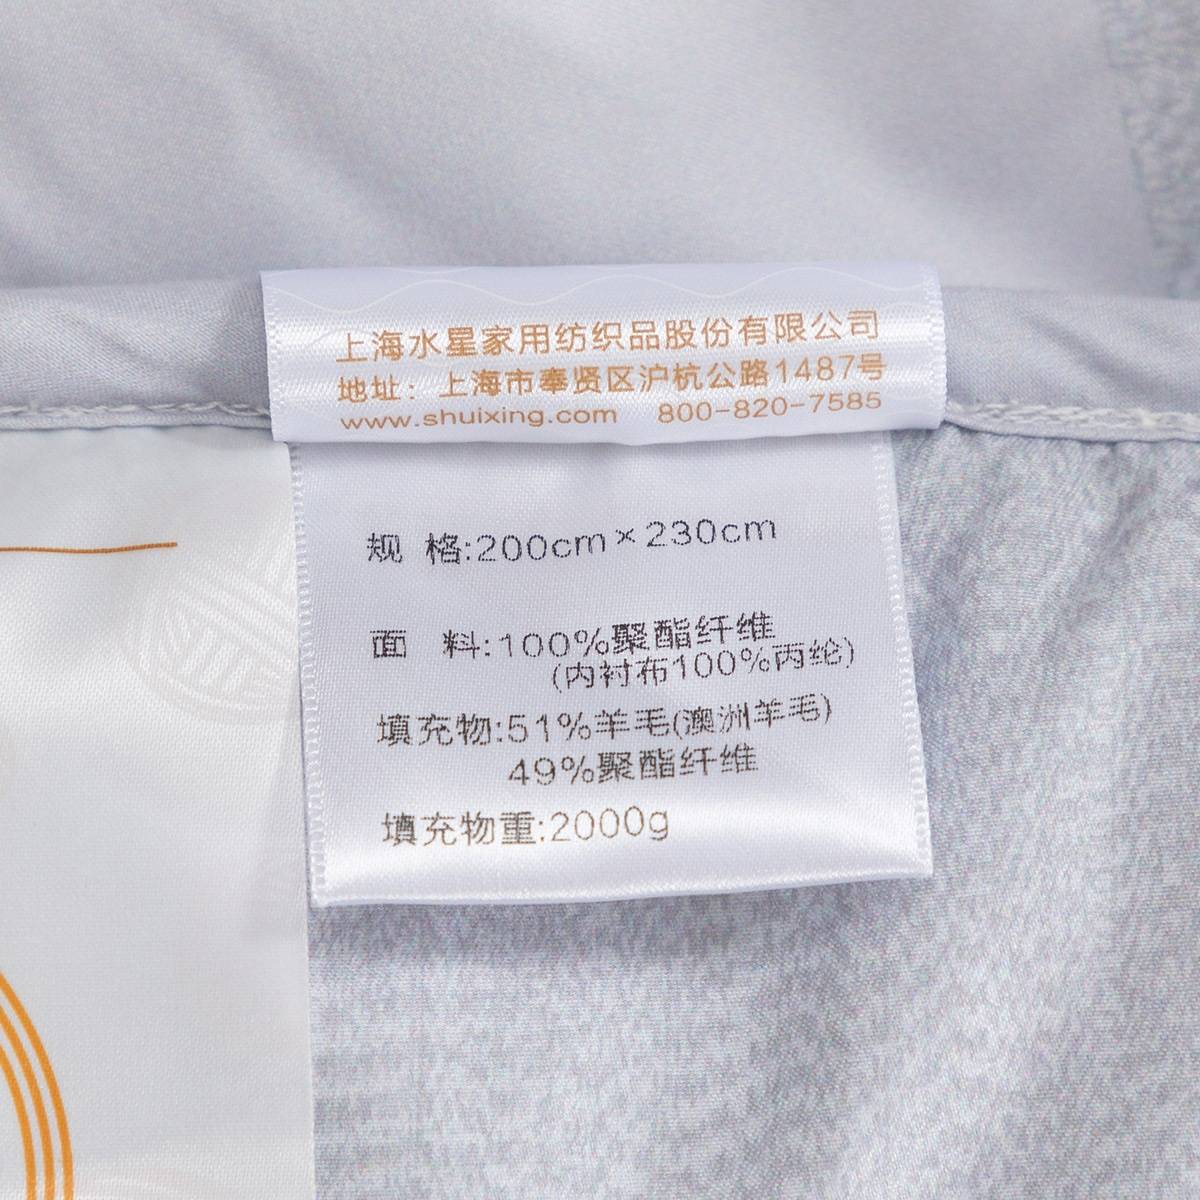 上海水星家用纺织品股份有限公司
地址：上海市奉贤区沪杭公路1487号
www.shuixing.com 800-820-7585
规 格:200cm×230cm
面 料:100%聚酯纤维
(内衬布100%丙纶)
填充物:51%羊毛(澳洲羊毛)
49%聚酯纤维
填充物重:2000g